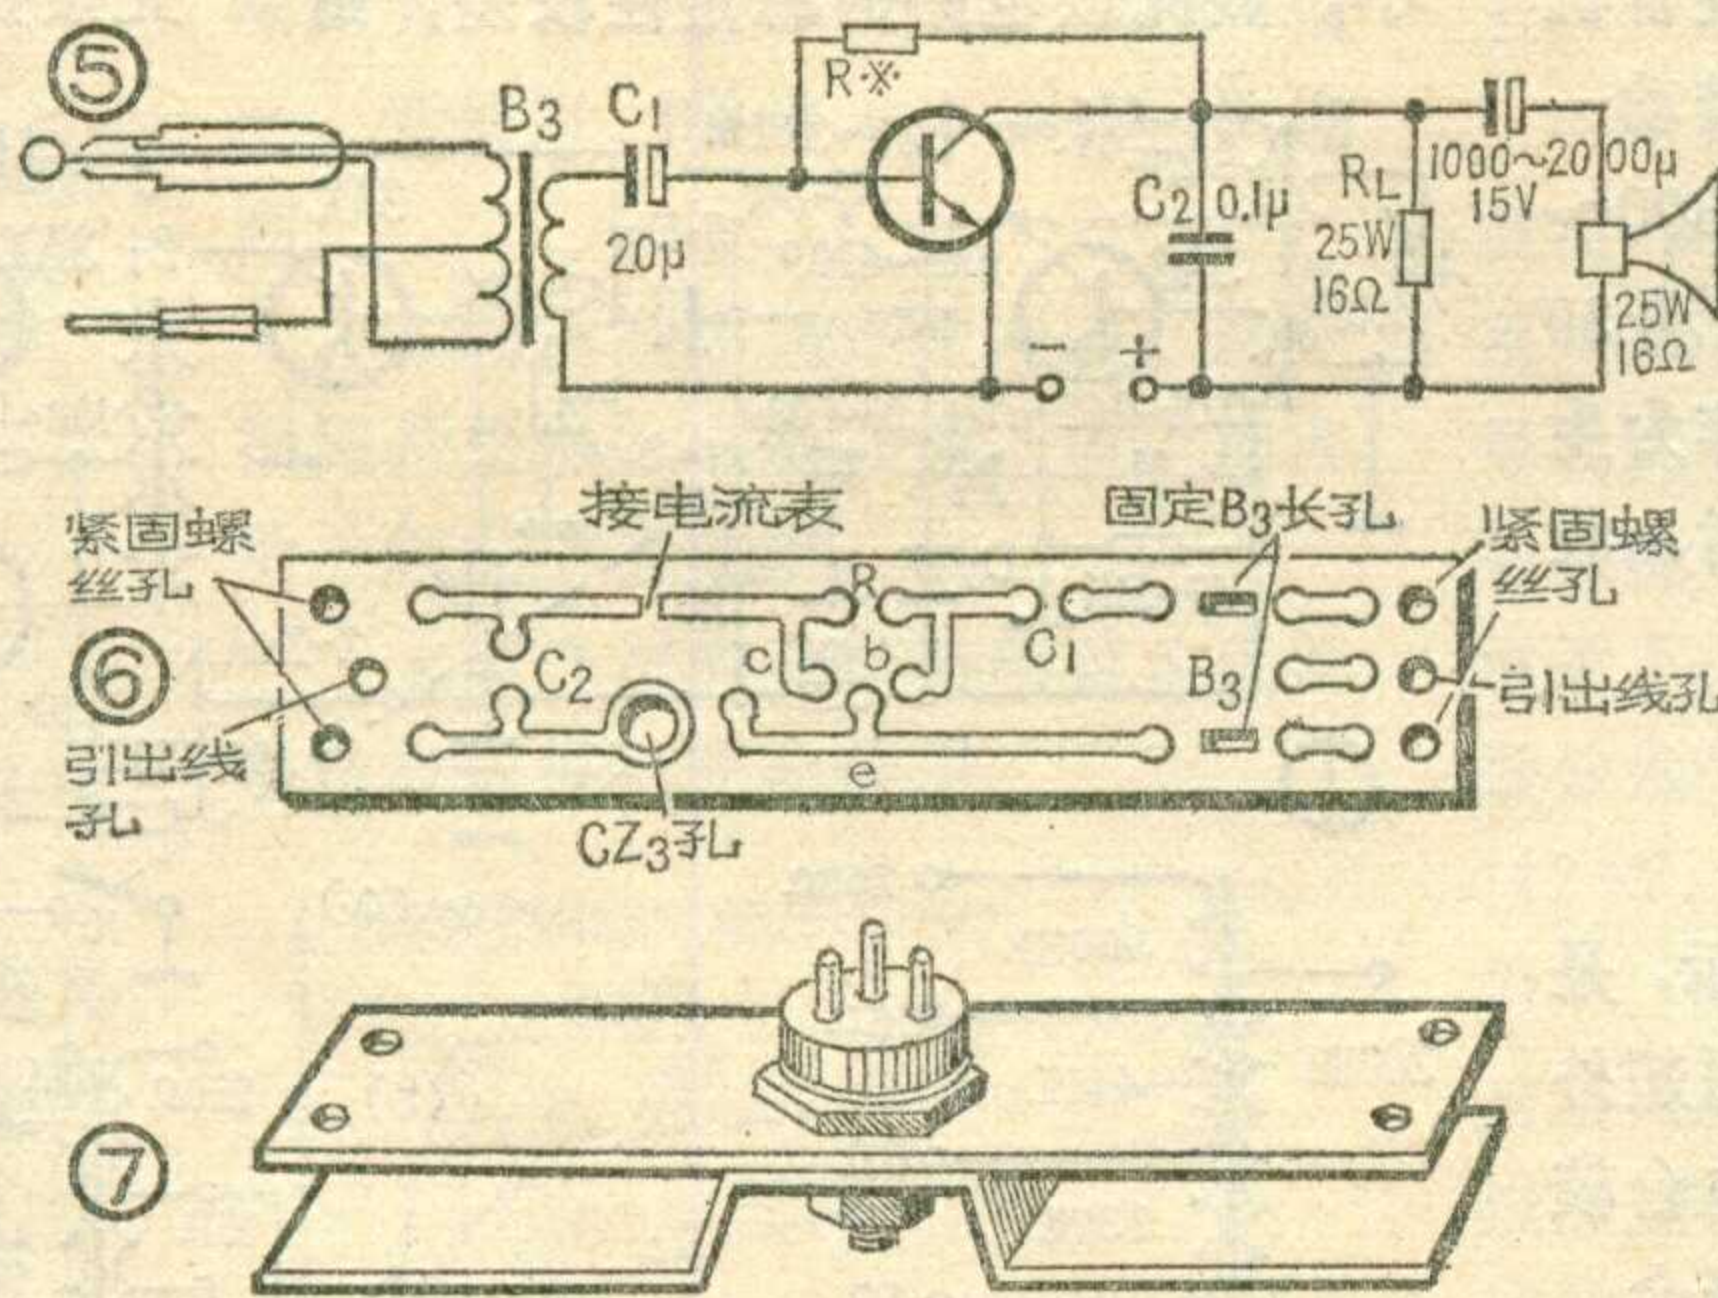 ⑤
B₃
C₁
20μ
R※
C₂ 0.1μ
R_L
25W
16Ω
1000~2000μ
15V
25W
16Ω
−
+
⑥
紧固螺
丝孔
接电流表
固定B₃长孔
紧固螺
丝孔
R
c
b
C₁
C₂
B₃
引出线孔
引出线
孔
e
CZ₃孔
⑦